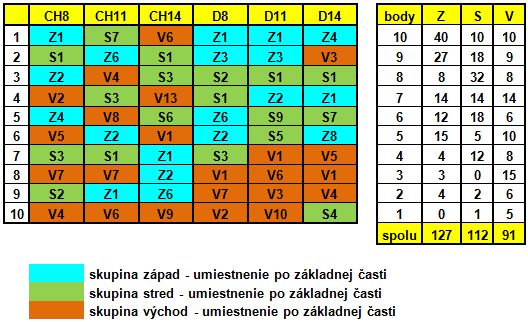 CH8 CH11 CH14 D8 D11 D14 body Z S V
1 Z1 S7 V6 Z1 Z1 Z4 10 40 10 10
2 S1 Z6 S1 Z3 Z3 V3 9 27 18 9
3 Z2 V4 S3 S2 S1 S1 8 8 32 8
4 V2 S3 V13 S1 Z2 Z1 7 14 14 14
5 Z4 V8 S6 Z6 S9 S7 6 12 18 6
6 V5 Z2 V1 Z2 S5 Z8 5 15 5 10
7 S3 S1 Z1 S3 V1 V5 4 4 12 8
8 V7 V7 Z2 V1 V6 V1 3 3 0 15
9 S2 Z1 Z6 V7 V3 V4 2 4 2 6
10 V4 V6 V9 V2 V10 S4 1 0 1 5
spolu 127 112 91
skupina západ - umiestnenie po základnej časti
skupina stred - umiestnenie po základnej časti
skupina východ - umiestnenie po základnej časti